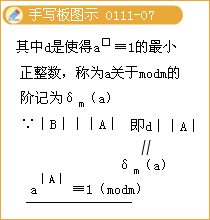 手写板图示 0111-07
其中d是使得a□≡1的最小
正整数，称为a关于modm的
阶记为δm(a)
∵|B|||A| 即d||A|
//
δm(a)
a|A|≡1(modm)